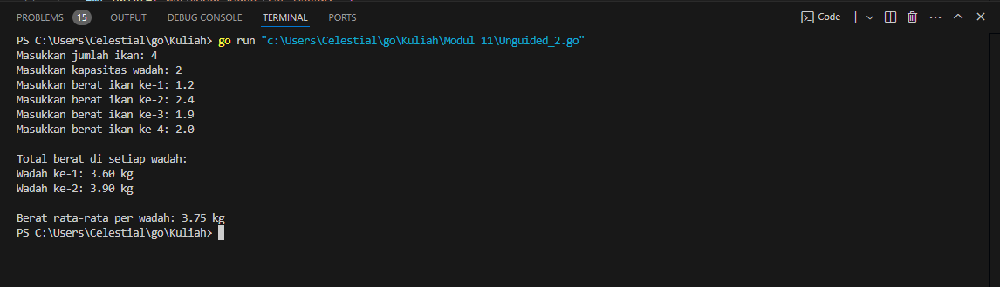 PROBLEMS 15 OUTPUT DEBUG CONSOLE TERMINAL PORTS Code
PS C:\Users\Celestial\go\Kuliah> go run "c:\Users\Celestial\go\Kuliah\Modul 11\Unguided_2.go"
Masukkan jumlah ikan: 4
Masukkan kapasitas wadah: 2
Masukkan berat ikan ke-1: 1.2
Masukkan berat ikan ke-2: 2.4
Masukkan berat ikan ke-3: 1.9
Masukkan berat ikan ke-4: 2.0
Total berat di setiap wadah:
Wadah ke-1: 3.60 kg
Wadah ke-2: 3.90 kg
Berat rata-rata per wadah: 3.75 kg
PS C:\Users\Celestial\go\Kuliah>